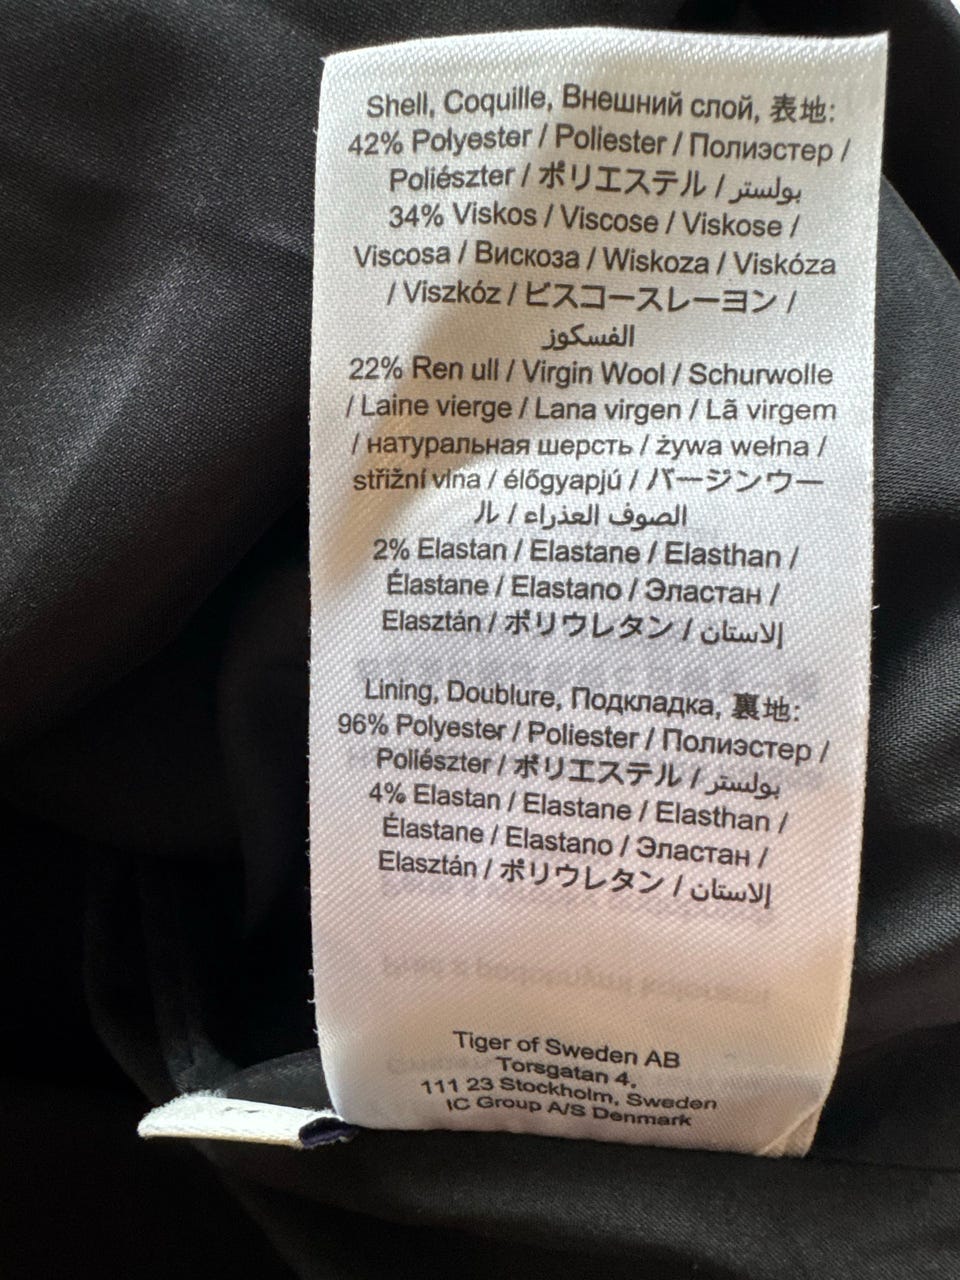 Shell, Coquille, Внешний слой, 表地:
42% Polyester / Poliester / Полиэстер /
Poliészter / ポリエステル / بولستر
34% Viskos / Viscose / Viskose /
Viscosa / Вискоза / Wiskoza / Viskóza
/ Viszkóz / ビスコースレーヨン /
الفسكوز
22% Ren ull / Virgin Wool / Schurwolle
/ Laine vierge / Lana virgen / Lã virgem
/ натуральная шерсть / żywa wełna /
střižní vlna / élőgyapjú / バージンウー
ル / الصوف العذراء
2% Elastan / Elastane / Elasthan /
Élastane / Elastano / Эластан /
Elasztán / ポリウレタン / إلاستان
Lining, Doublure, Подкладка, 裏地:
96% Polyester / Poliester / Полиэстер /
Poliészter / ポリエステル / بولستر
4% Elastan / Elastane / Elasthan /
Élastane / Elastano / Эластан /
Elasztán / ポリウレタン / إلاستان
Tiger of Sweden AB
Torsgatan 4,
111 23 Stockholm, Sweden
IC Group A/S Denmark